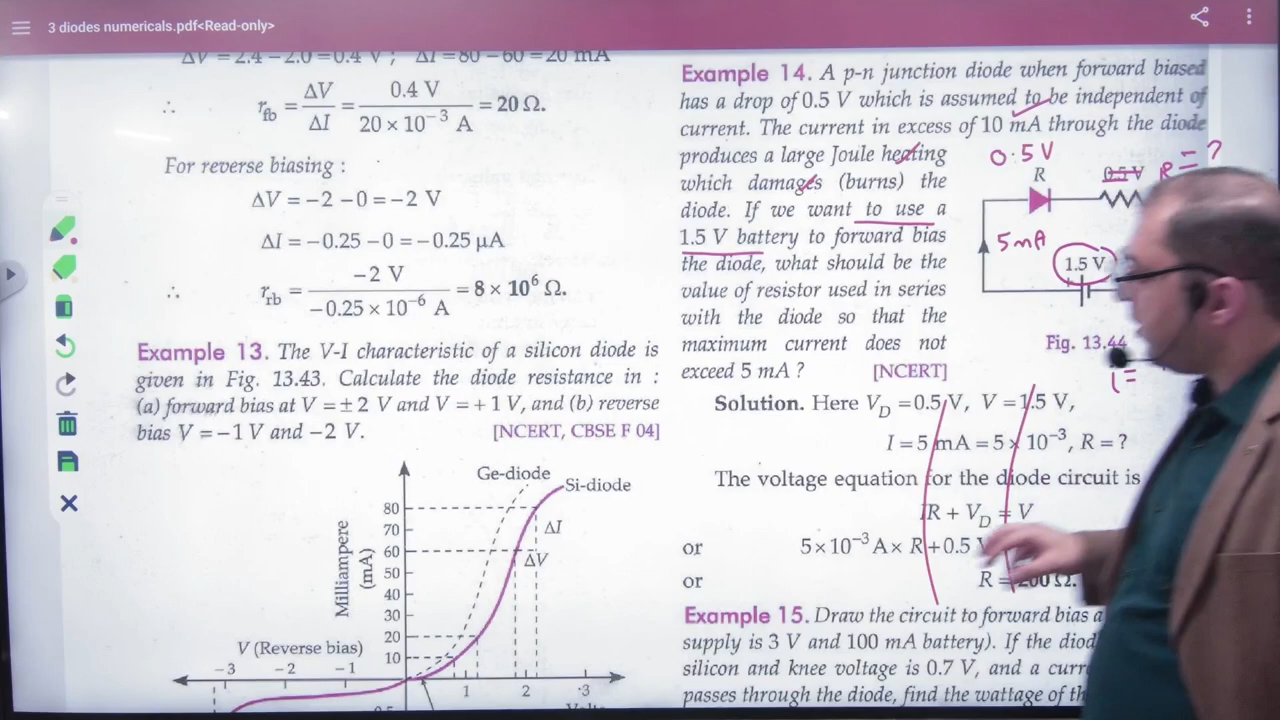 3 diodes numericals.pdf<Read-only>
ΔV = 2.4 – 2.0 = 0.4 V ; ΔI = 80 – 60 = 20 mA
∴ r_fb = ΔV/ΔI = 0.4 V / 20 × 10⁻³ A = 20 Ω.
For reverse biasing :
ΔV = –2 – 0 = –2 V
ΔI = –0.25 – 0 = –0.25 μA
∴ r_rb = –2 V / –0.25 × 10⁻⁶ A = 8 × 10⁶ Ω.
Example 13. The V-I characteristic of a silicon diode is
given in Fig. 13.43. Calculate the diode resistance in :
(a) forward bias at V = ± 2 V and V = + 1 V, and (b) reverse
bias V = –1 V and –2 V. [NCERT, CBSE F 04]
Ge-diode
Si-diode
80
70
60
50
40
30
20
10
ΔI
ΔV
Milliampere
(mA)
V (Reverse bias)
–3 –2 –1
1 2 3
Example 14. A p-n junction diode when forward biased
has a drop of 0.5 V which is assumed to be independent of
current. The current in excess of 10 mA through the diode
produces a large Joule heating
which damages (burns) the
diode. If we want to use a
1.5 V battery to forward bias
the diode, what should be the
value of resistor used in series
with the diode so that the
maximum current does not
exceed 5 mA ? [NCERT]
0.5 V
R = ?
R
0.5 V
5mA
1.5 V
Fig. 13.44
I =
Solution. Here V_D = 0.5 V, V = 1.5 V,
I = 5 mA = 5 × 10⁻³, R = ?
The voltage equation for the diode circuit is
IR + V_D = V
or 5×10⁻³ A × R + 0.5
or R = 200 Ω.
Example 15. Draw the circuit to forward bias a
supply is 3 V and 100 mA battery). If the
silicon and knee voltage is 0.7 V, and a
passes through the diode, find the wattage of